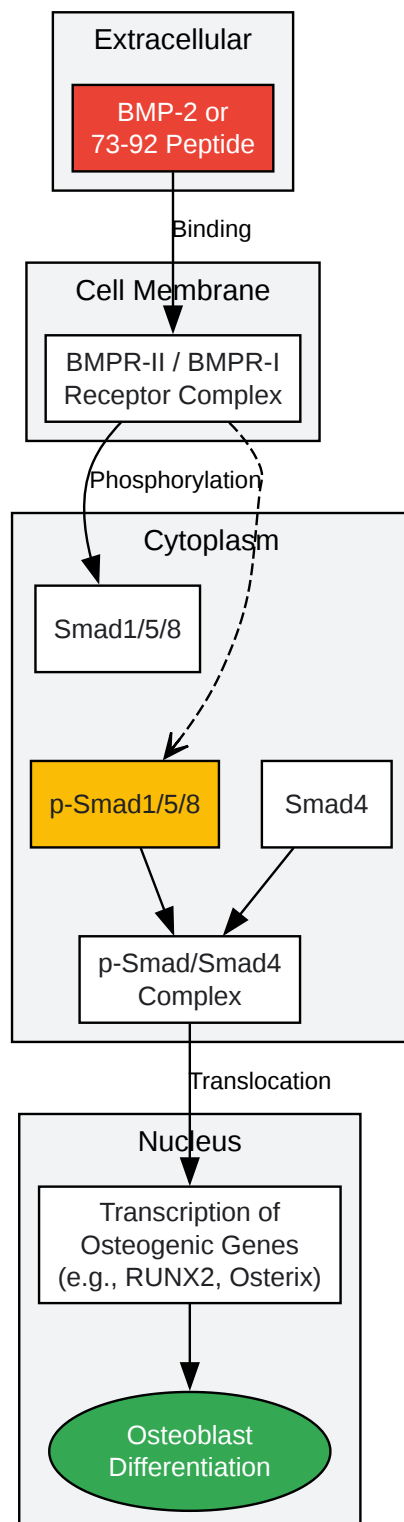 Extracellular
BMP-2 or
73-92 Peptide
Binding
Cell Membrane
BMPR-II / BMPR-I
Receptor Complex
Phosphorylation
Cytoplasm
Smad1/5/8
p-Smad1/5/8
Smad4
p-Smad/Smad4
Complex
Translocation
Nucleus
Transcription of
Osteogenic Genes
(e.g., RUNX2, Osterix)
Osteoblast
Differentiation